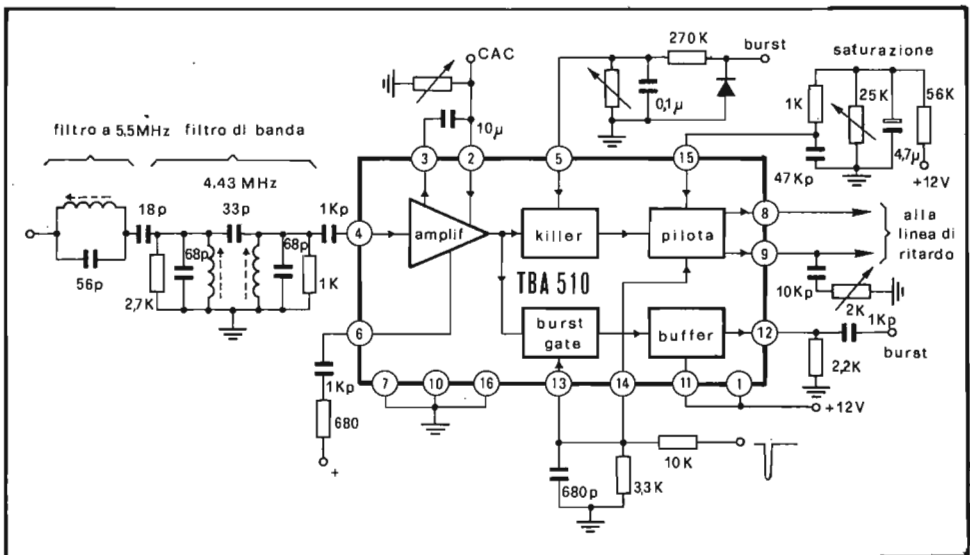 CAC
270K
burst
saturazione
1K
25K
56K
0,1µ
10µ
4,7µ
+12V
47Kp
filtro a 5,5MHz
filtro di banda
4,43 MHz
18p
33p
1Kp
56p
2,7K
68p
68p
1K
3
2
5
15
4
amplif
killer
pilota
8
9
alla
linea di
ritardo
TBA 510
10Kp
2K
burst
gate
buffer
6
12
1Kp
burst
2,2K
7
10
16
13
14
11
1
+12V
1Kp
680
+
10K
680p
3,3K